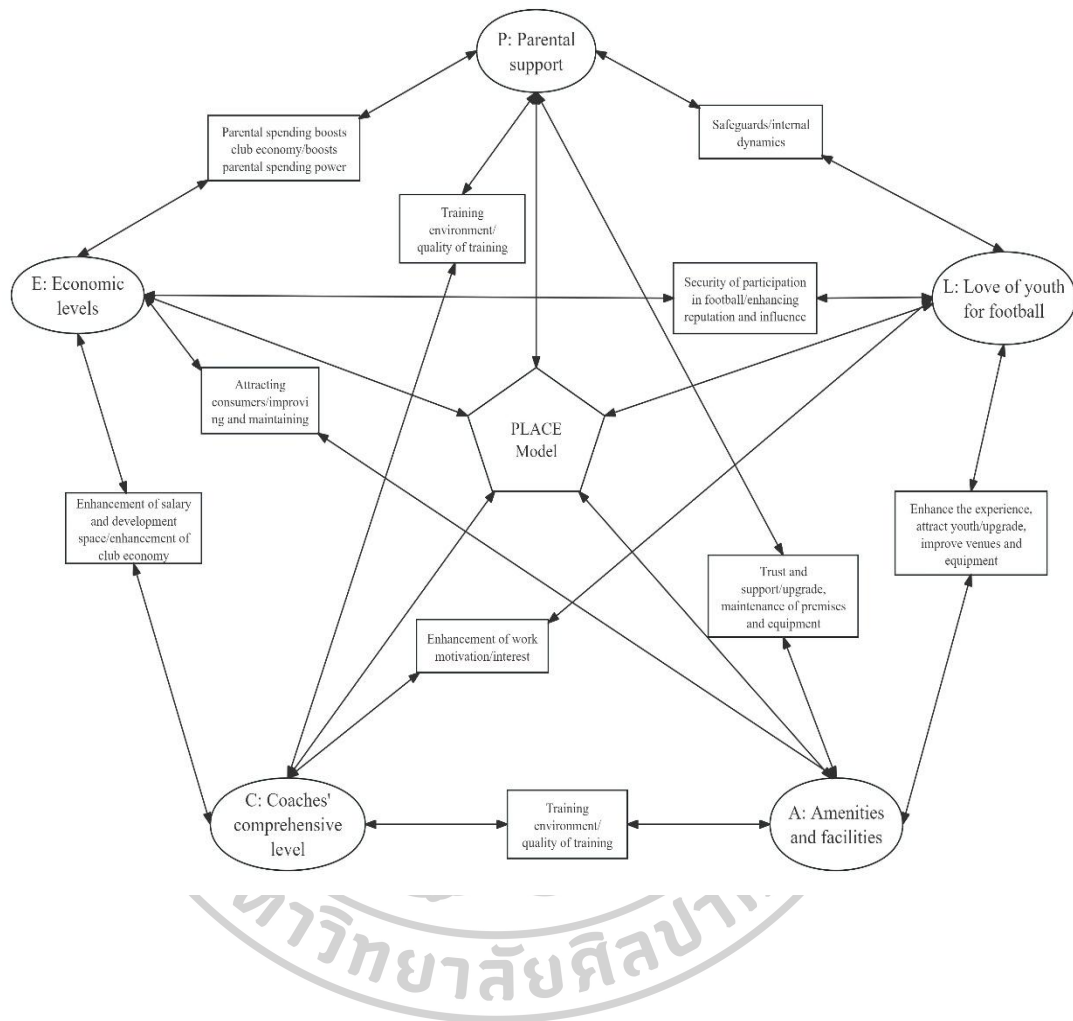 P: Parental
support
Parental spending boosts
club economy/boosts
parental spending power
Safeguards/internal
dynamics
Training
environment/
quality of training
E: Economic
levels
Security of participation
in football/enhancing
reputation and influence
L: Love of youth
for football
Attracting
consumers/improvi
ng and maintaining
PLACE
Model
Enhancement of salary
and development
space/enhancement of
club economy
Enhance the experience,
attract youth/upgrade,
improve venues and
equipment
Trust and
support/upgrade,
maintenance of premises
and equipment
Enhancement of work
motivation/interest
C: Coaches'
comprehensive
level
Training
environment/
quality of training
A: Amenities
and facilities